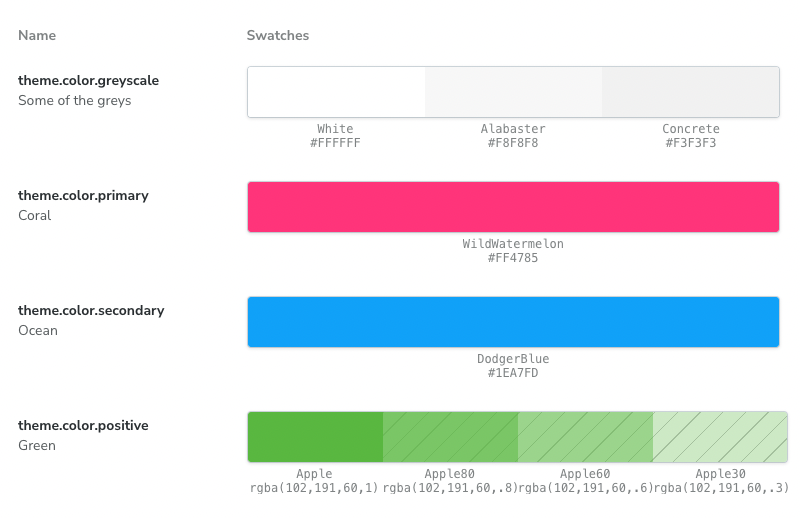 Name Swatches
theme.color.greyscale
Some of the greys
White Alabaster Concrete
#FFFFFF #F8F8F8 #F3F3F3
theme.color.primary
Coral
WildWatermelon
#FF4785
theme.color.secondary
Ocean
DodgerBlue
#1EA7FD
theme.color.positive
Green
Apple Apple80 Apple60 Apple30
rgba(102,191,60,1) rgba(102,191,60,.8) rgba(102,191,60,.6) rgba(102,191,60,.3)